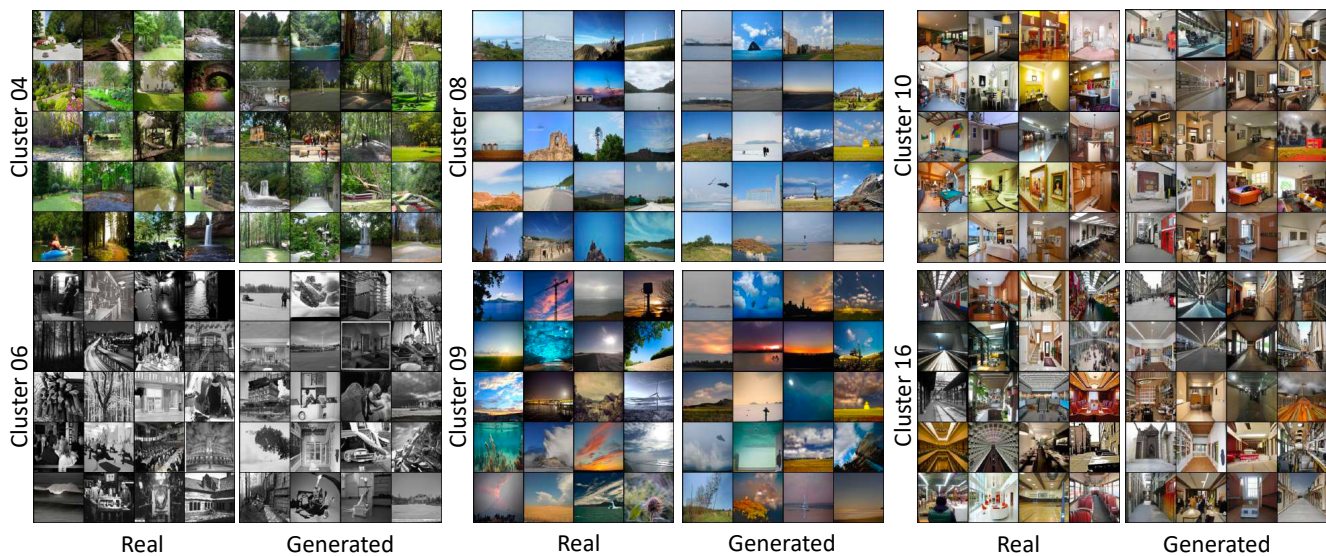 Cluster 04
Cluster 08
Cluster 10
Cluster 06
Cluster 09
Cluster 16
Real
Generated
Real
Generated
Real
Generated